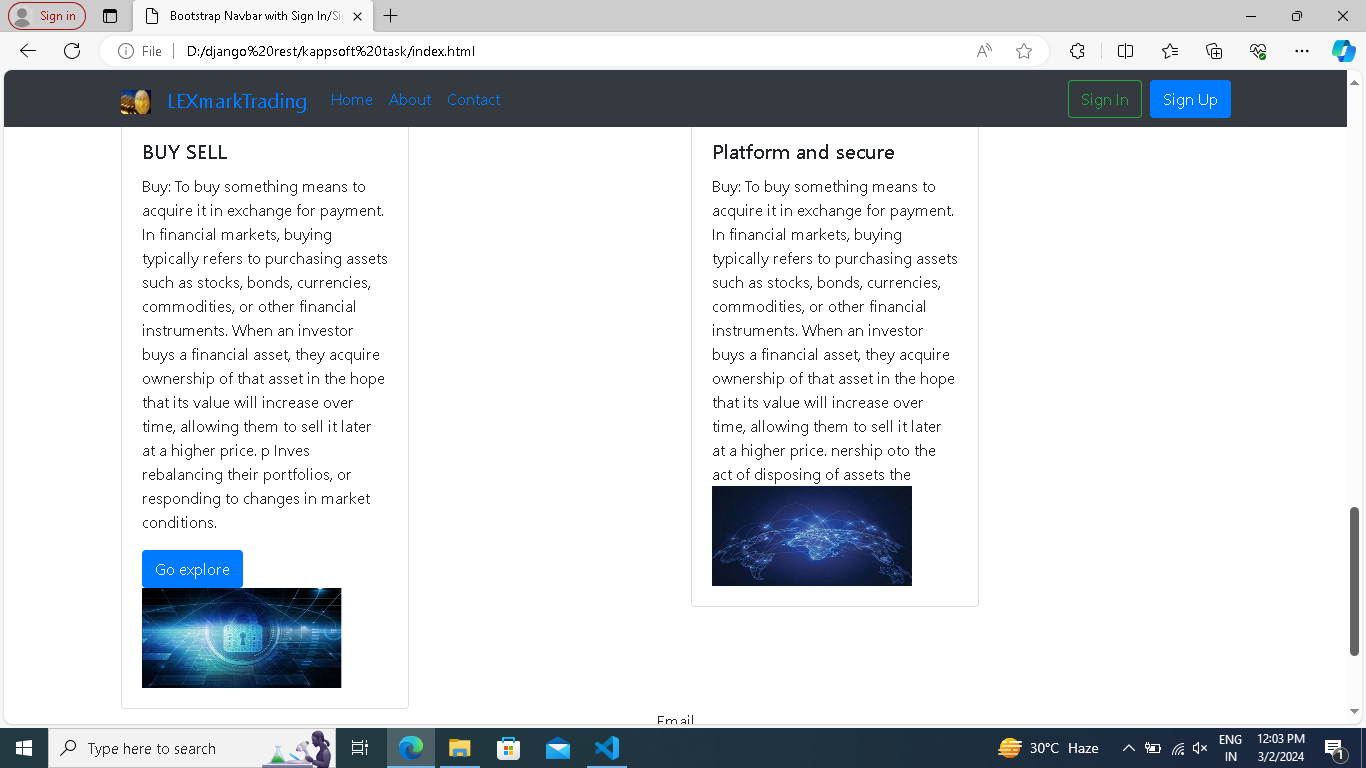 Sign in
Bootstrap Navbar with Sign In/Si
File
D:/django%20rest/kappsoft%20task/index.html
LEXmarkTrading
Home
About
Contact
Sign In
Sign Up
BUY SELL
Buy: To buy something means to
acquire it in exchange for payment.
In financial markets, buying
typically refers to purchasing assets
such as stocks, bonds, currencies,
commodities, or other financial
instruments. When an investor
buys a financial asset, they acquire
ownership of that asset in the hope
that its value will increase over
time, allowing them to sell it later
at a higher price. p Inves
rebalancing their portfolios, or
responding to changes in market
conditions.
Go explore
Platform and secure
Buy: To buy something means to
acquire it in exchange for payment.
In financial markets, buying
typically refers to purchasing assets
such as stocks, bonds, currencies,
commodities, or other financial
instruments. When an investor
buys a financial asset, they acquire
ownership of that asset in the hope
that its value will increase over
time, allowing them to sell it later
at a higher price. nership oto the
act of disposing of assets the
Email
Type here to search
30°C Haze
ENG
IN
12:03 PM
3/2/2024
1